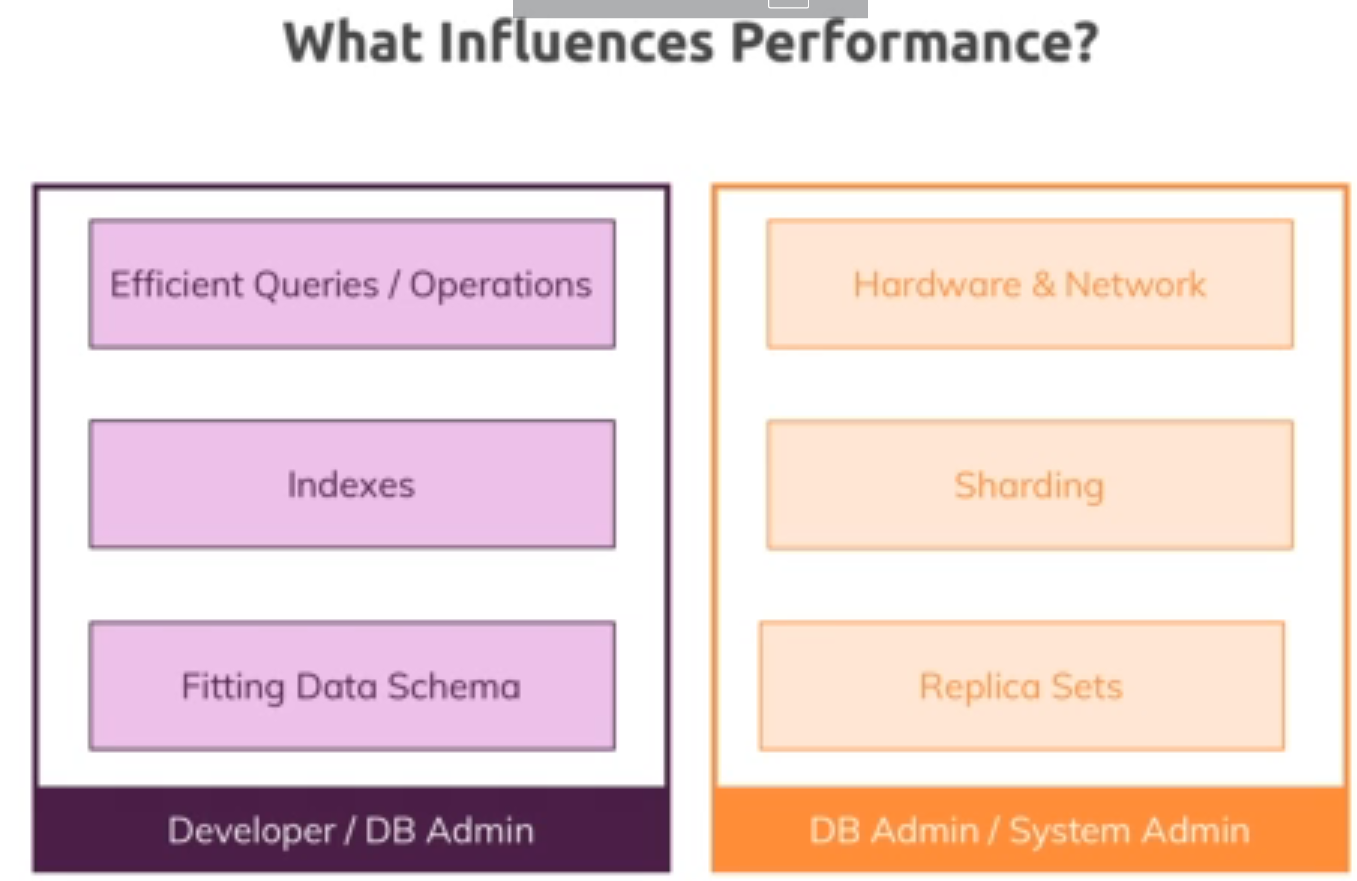 What Influences Performance?
Efficient Queries / Operations
Indexes
Fitting Data Schema
Developer / DB Admin
Hardware & Network
Sharding
Replica Sets
DB Admin / System Admin